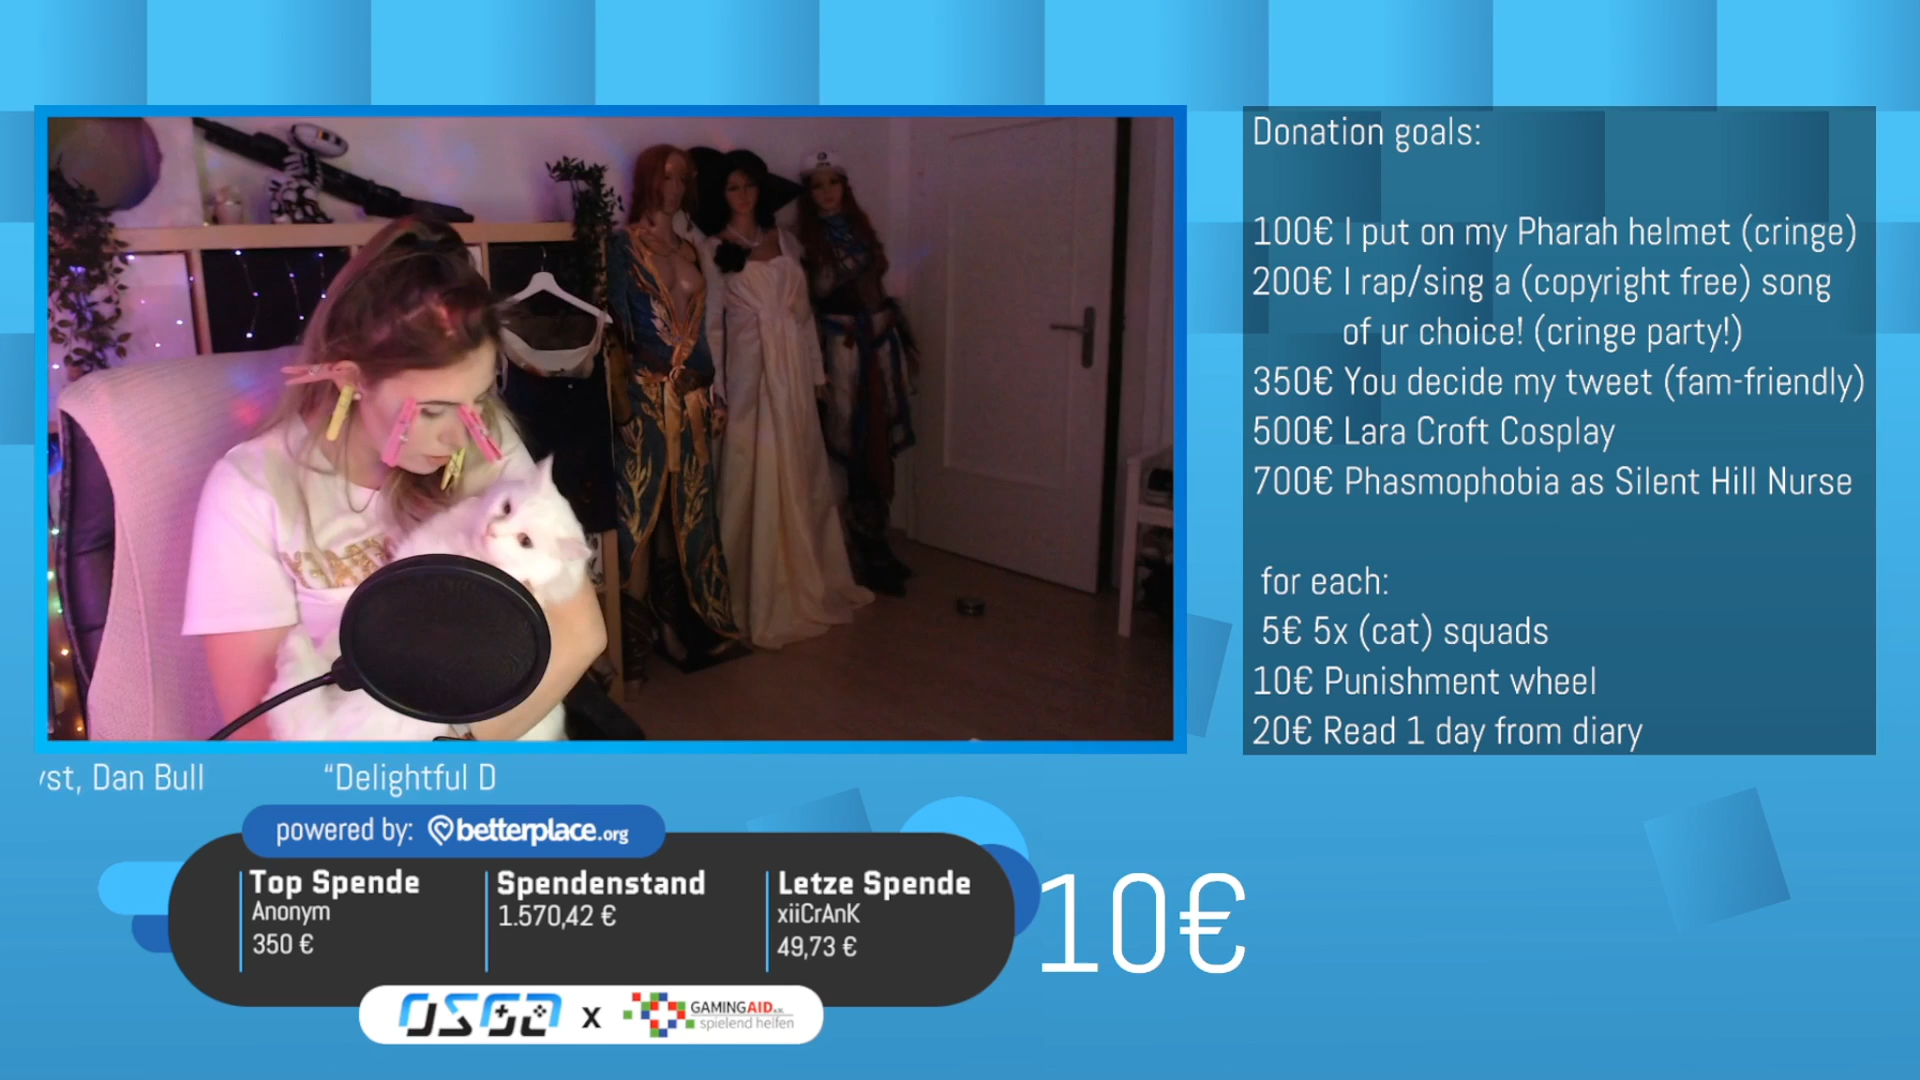 Donation goals:
100€ I put on my Pharah helmet (cringe)
200€ I rap/sing a (copyright free) song
of ur choice! (cringe party!)
350€ You decide my tweet (fam-friendly)
500€ Lara Croft Cosplay
700€ Phasmophobia as Silent Hill Nurse
for each:
5€ 5x (cat) squads
10€ Punishment wheel
20€ Read 1 day from diary
yst, Dan Bull “Delightful D
powered by: betterplace.org
Top Spende
Anonym
350 €
Spendenstand
1.570,42 €
Letze Spende
xiiCrAnK
49,73 €
10€
x
GAMINGAID e.V.
spielend helfen